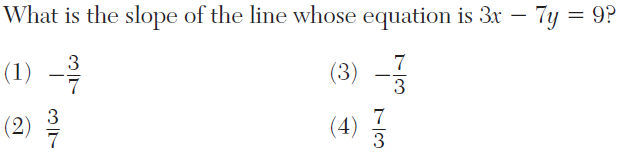 What is the slope of the line whose equation is 3x − 7y = 9?
(1) −3/7 (3) −7/3
(2) 3/7 (4) 7/3